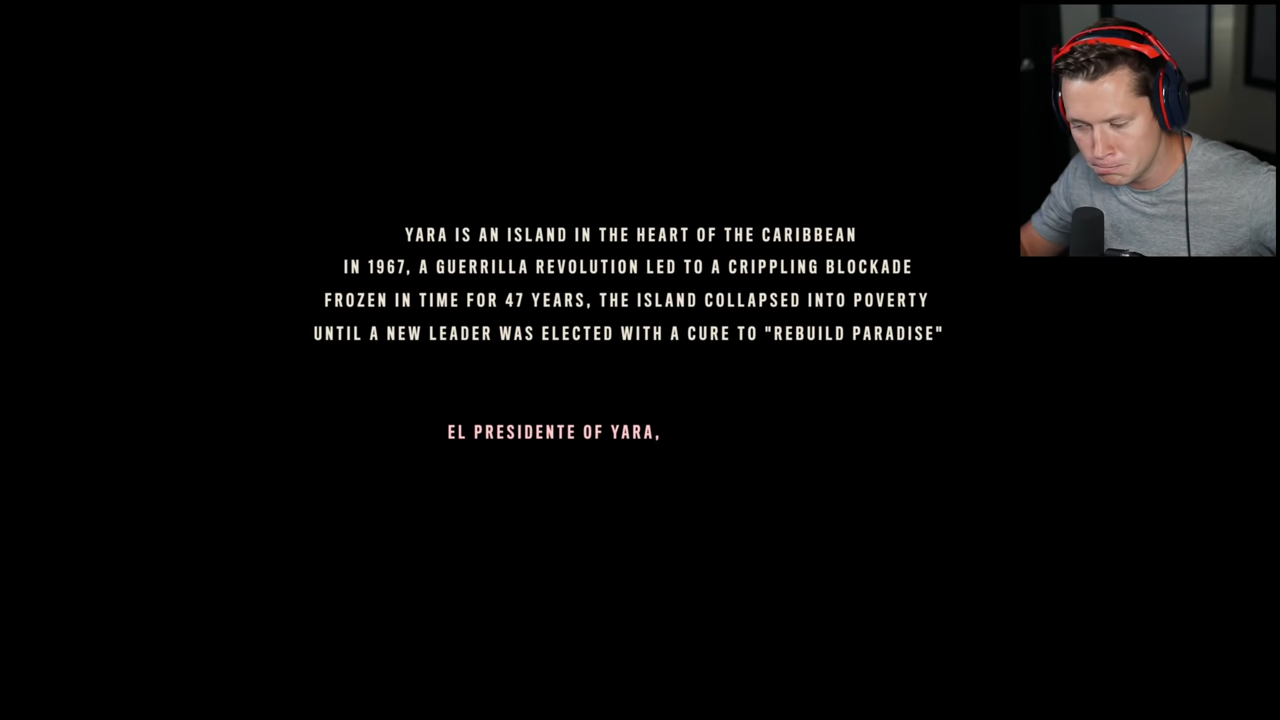 YARA IS AN ISLAND IN THE HEART OF THE CARIBBEAN
IN 1967, A GUERRILLA REVOLUTION LED TO A CRIPPLING BLOCKADE
FROZEN IN TIME FOR 47 YEARS, THE ISLAND COLLAPSED INTO POVERTY
UNTIL A NEW LEADER WAS ELECTED WITH A CURE TO "REBUILD PARADISE"
EL PRESIDENTE OF YARA,